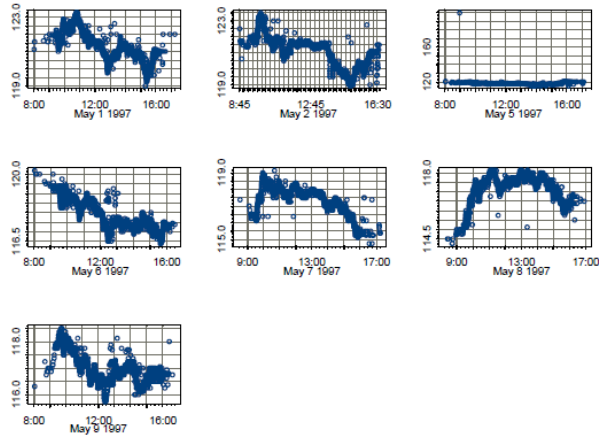 123.0
119.0
8:00 12:00 16:00
May 1 1997
123.0
119.0
8:45 12:45 16:30
May 2 1997
160
120
8:00 12:00 16:00
May 5 1997
120.0
116.5
8:00 12:00 16:00
May 6 1997
119.0
115.0
9:00 13:00 17:00
May 7 1997
118.0
114.5
9:00 13:00 17:00
May 8 1997
118.0
116.0
8:00 12:00 16:00
May 9 1997